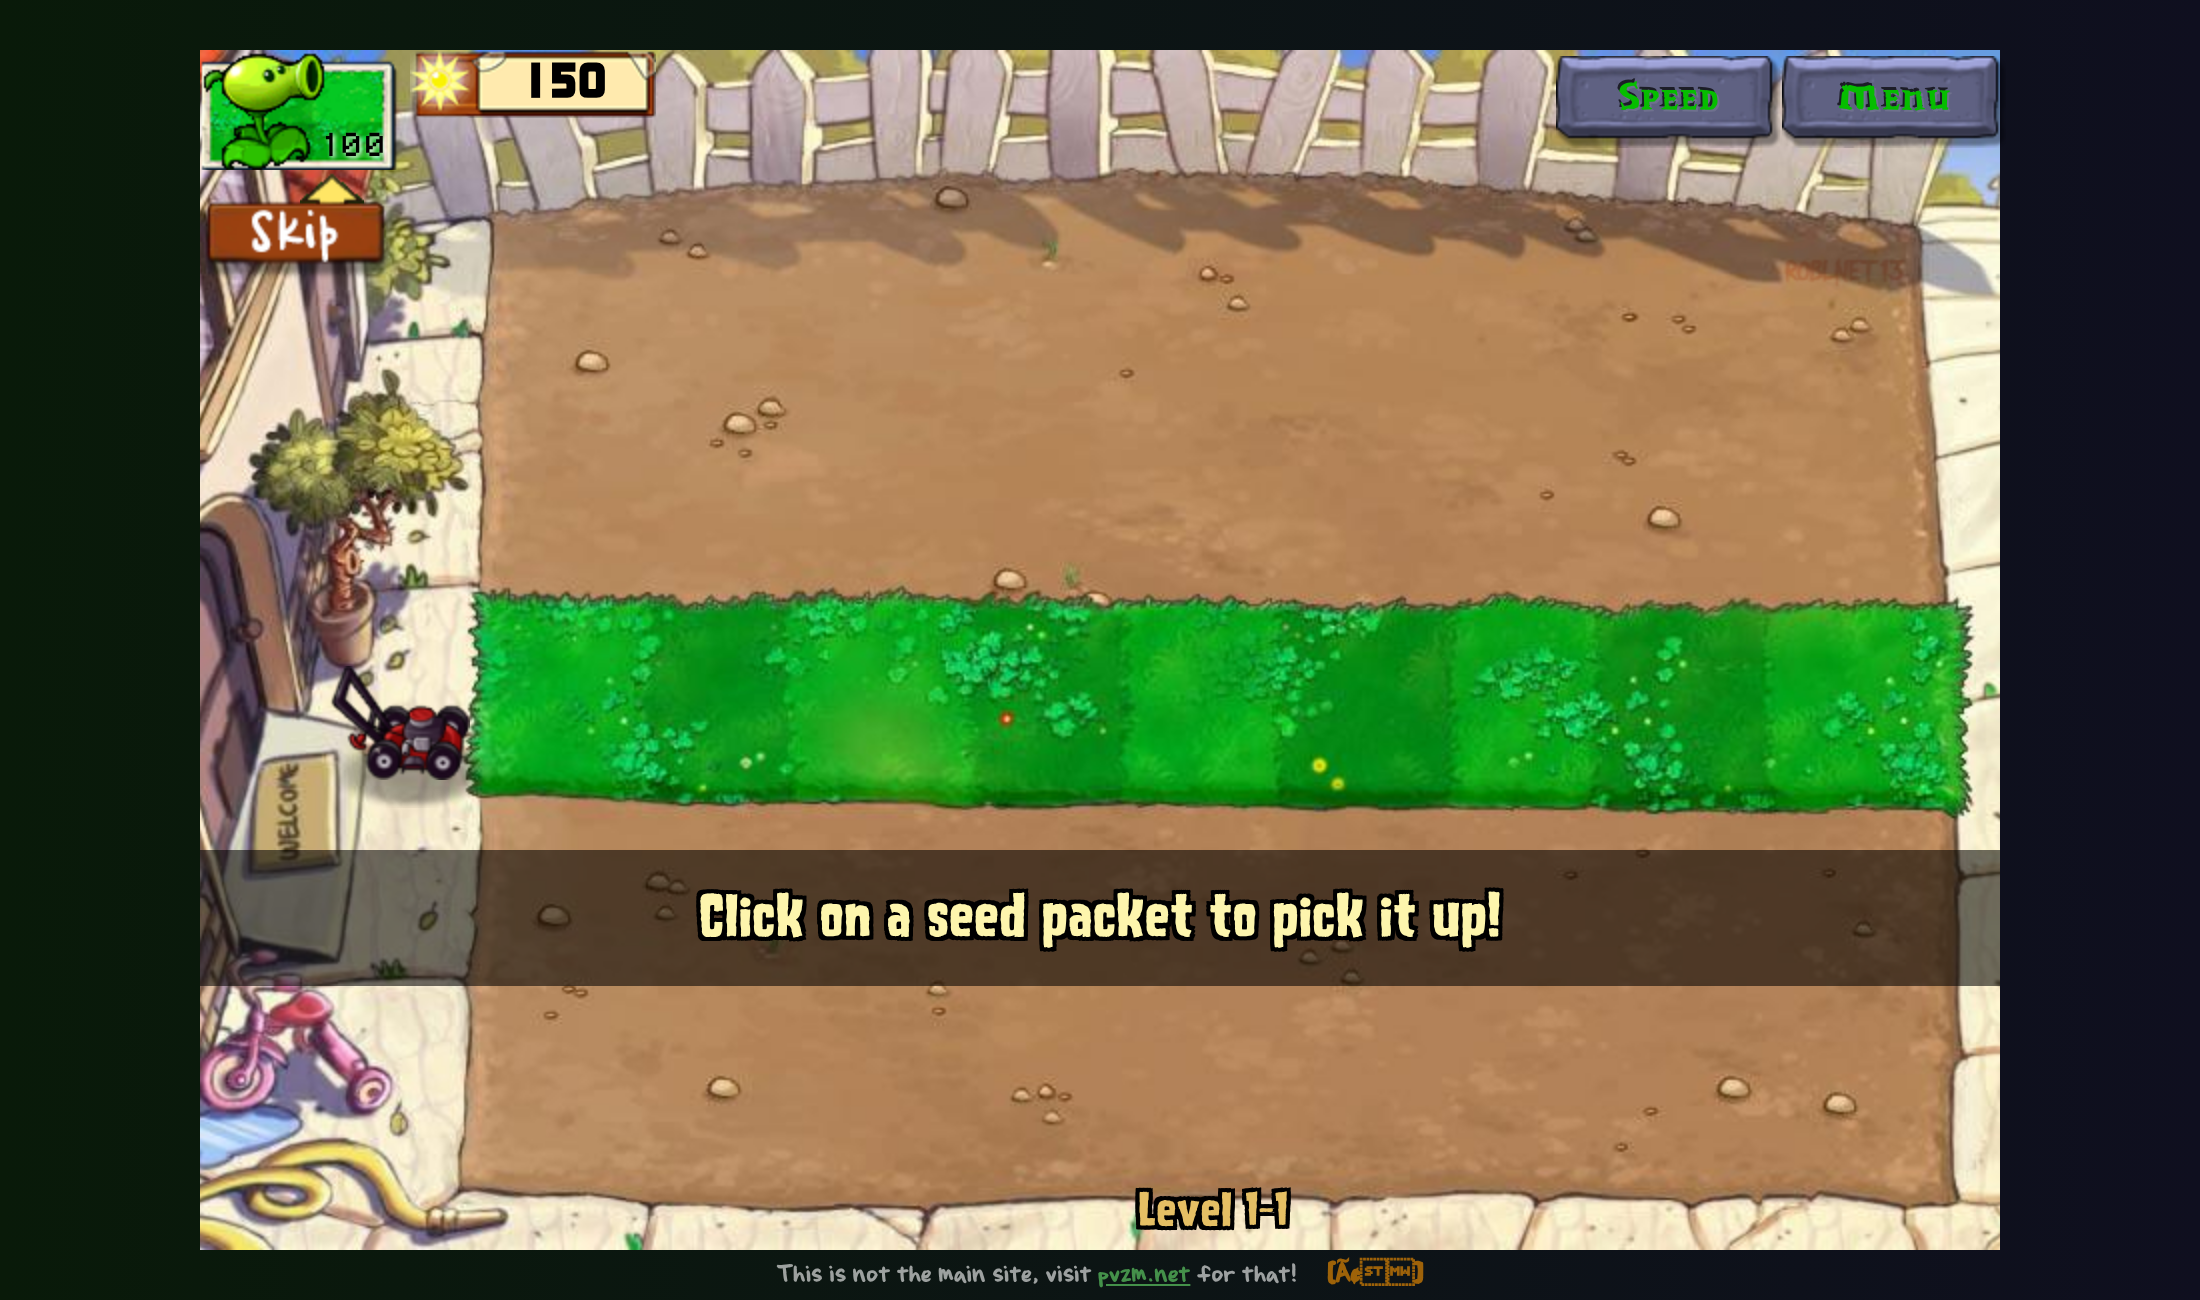 150
100
Speed
Menu
Skip
ROBLNET13
WELCOME
Click on a seed packet to pick it up!
Level 1-1
This is not the main site, visit pvzm.net for that!